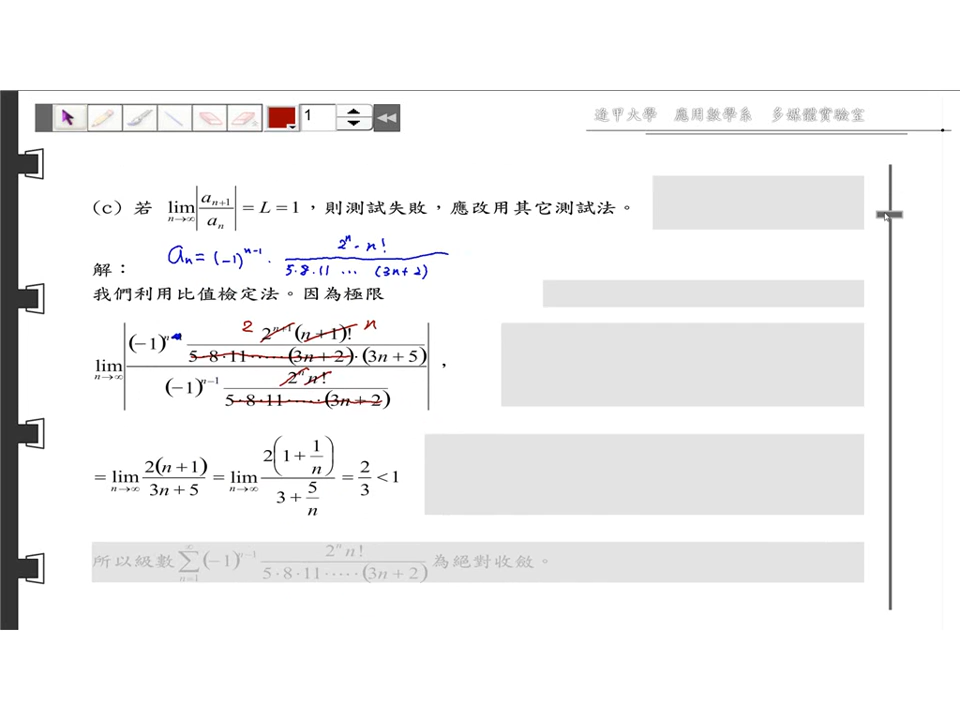 1
逢甲大學 應用數學系 多媒體實驗室
(c) 若 lim_{n→∞} |a_{n+1}/a_n| = L = 1，則測試失敗，應改用其它測試法。
a_n = (-1)^{n-1} · (2^n · n!)/(5·8·11 ⋯ (3n+2))
解：
我們利用比值檢定法。因為極限
2 n
lim_{n→∞} |((-1)^n (2^{n+1}(n+1)!)/(5·8·11·⋯·(3n+2)·(3n+5)))/((-1)^{n-1} (2^n n!)/(5·8·11·⋯·(3n+2)))|，
= lim_{n→∞} 2(n+1)/(3n+5) = lim_{n→∞} 2(1+1/n)/(3+5/n) = 2/3 < 1
所以級數 ∑_{n=1}^{∞} (-1)^{n-1} (2^n n!)/(5·8·11·⋯·(3n+2)) 為絕對收斂。